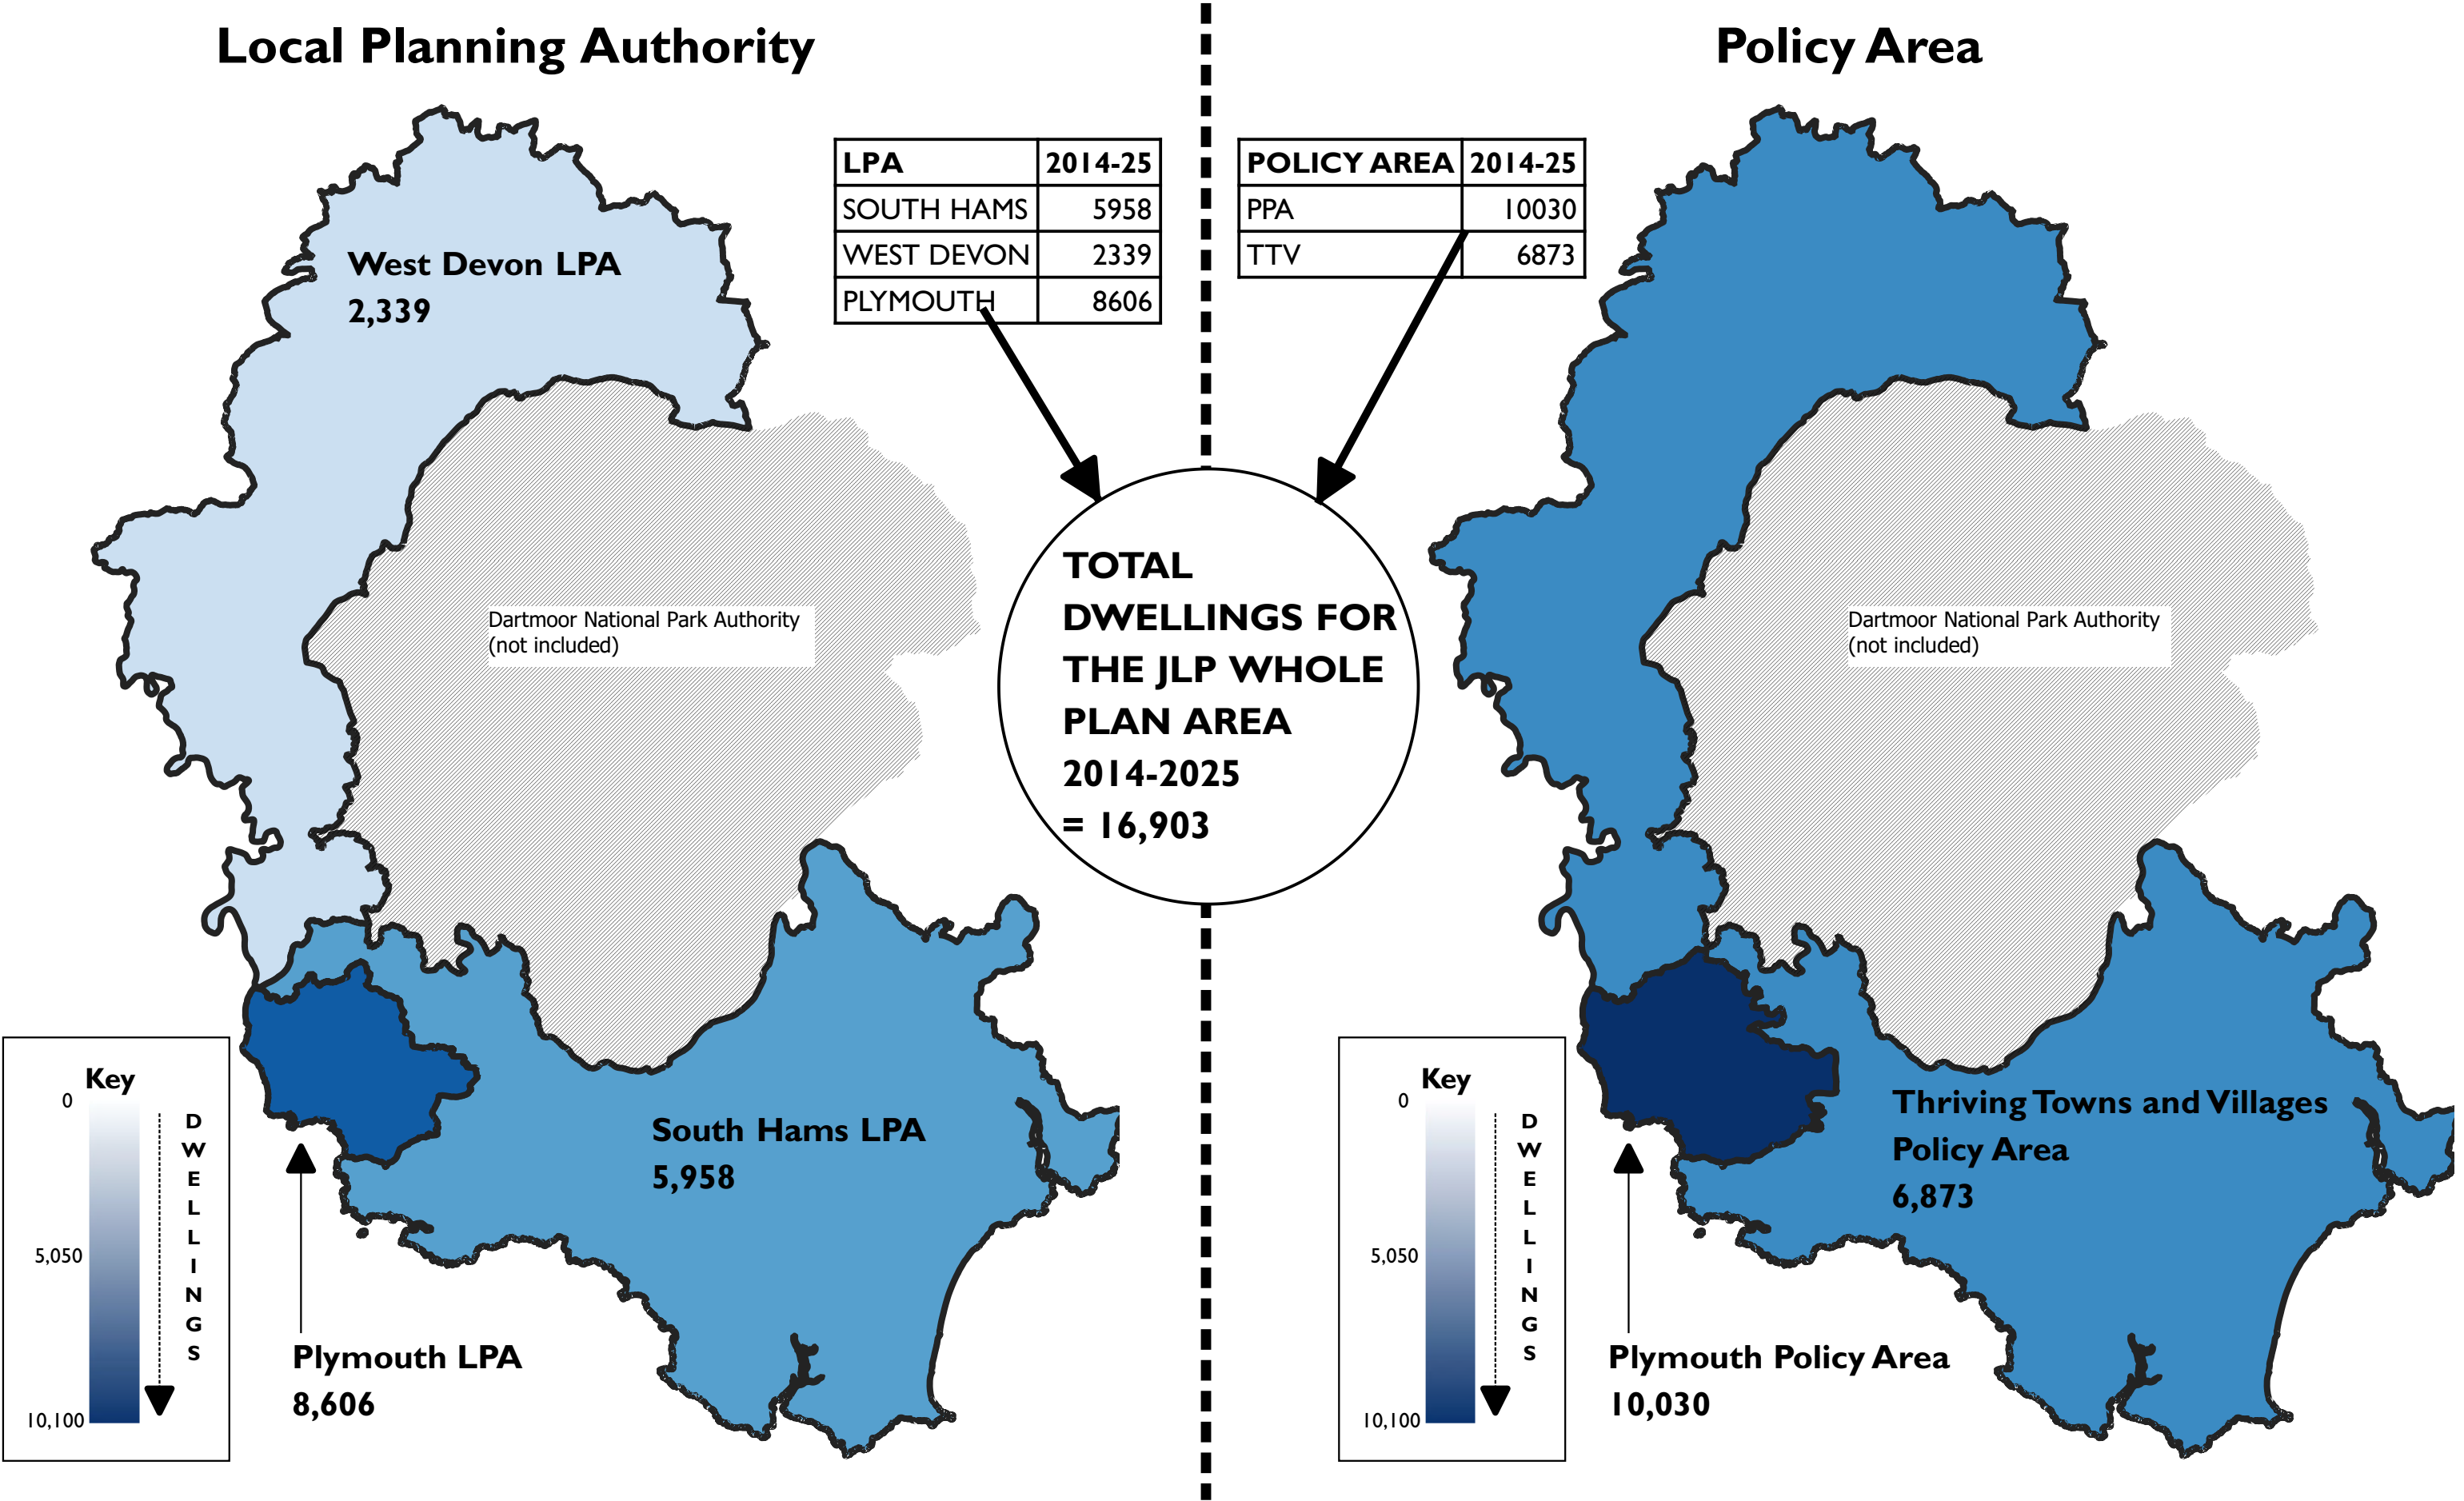 Local Planning Authority
Policy Area
LPA 2014-25
SOUTH HAMS 5958
WEST DEVON 2339
PLYMOUTH 8606
POLICY AREA 2014-25
PPA 10030
TTV 6873
West Devon LPA
2,339
Dartmoor National Park Authority
(not included)
TOTAL
DWELLINGS FOR
THE JLP WHOLE
PLAN AREA
2014-2025
= 16,903
Dartmoor National Park Authority
(not included)
South Hams LPA
5,958
Key
0
5,050
10,100
DWELLINGS
Plymouth LPA
8,606
Thriving Towns and Villages
Policy Area
6,873
Key
0
5,050
10,100
DWELLINGS
Plymouth Policy Area
10,030